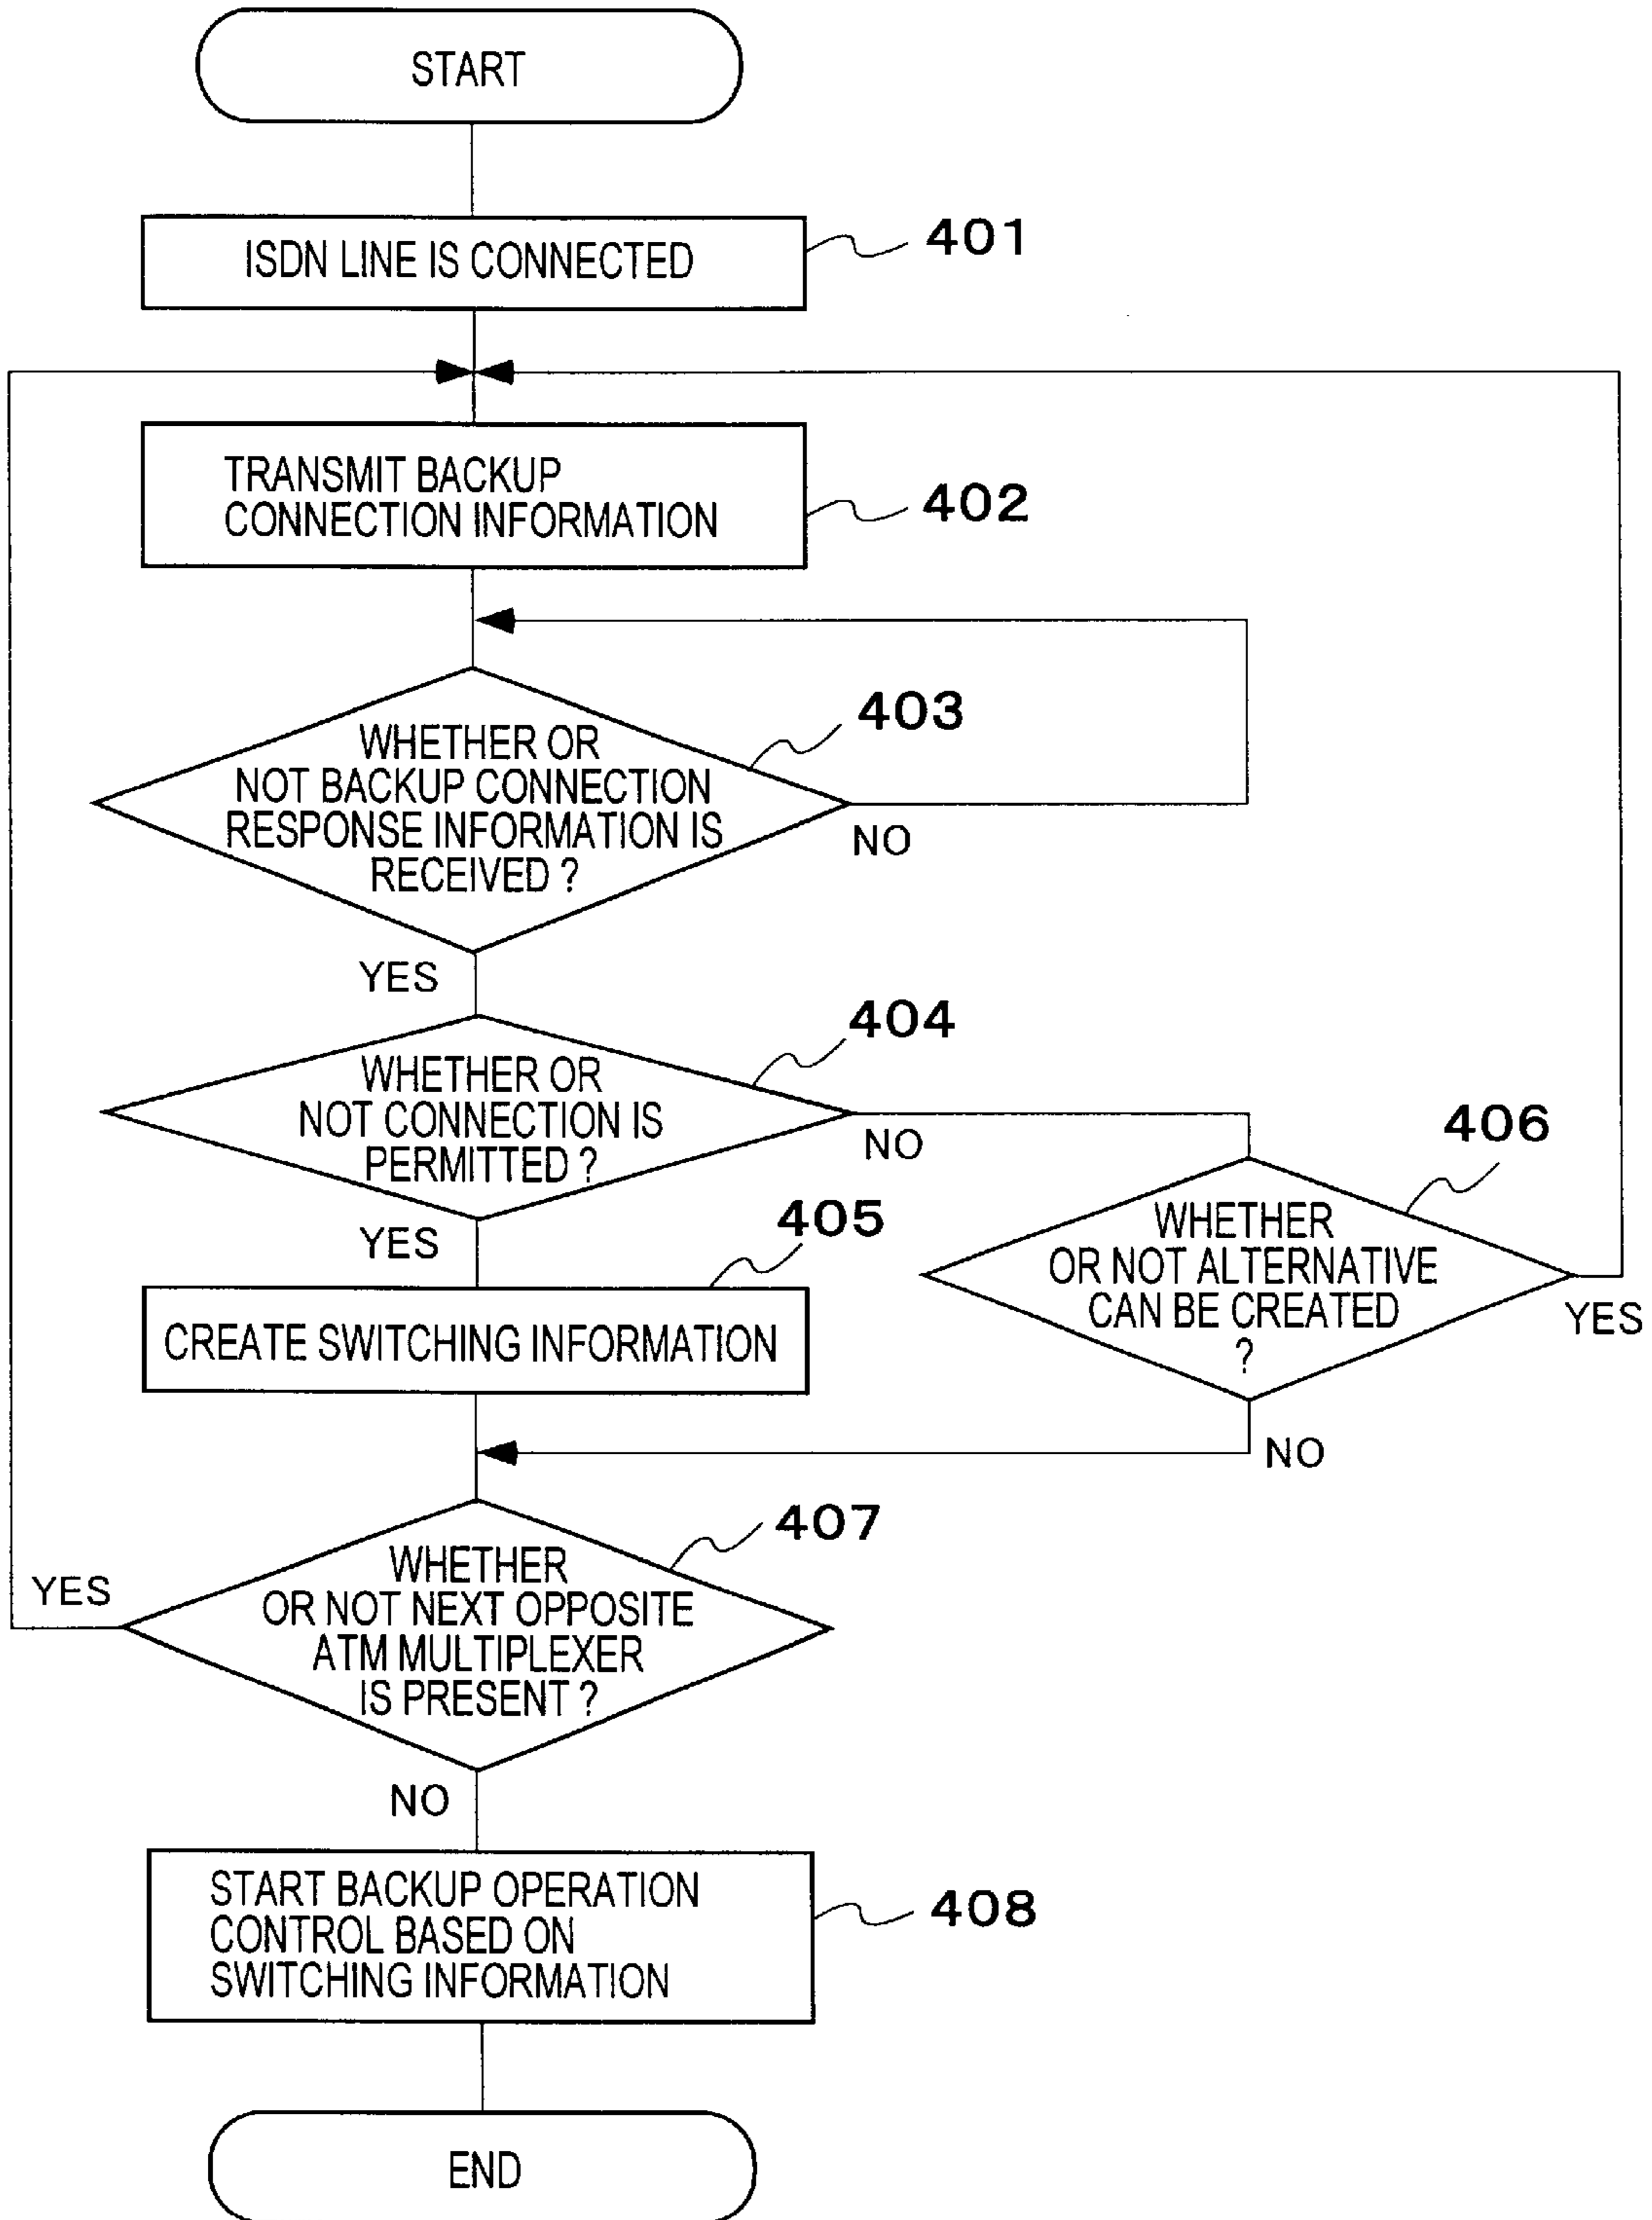 START
ISDN LINE IS CONNECTED
401
TRANSMIT BACKUP
CONNECTION INFORMATION
402
403
WHETHER OR
NOT BACKUP CONNECTION
RESPONSE INFORMATION IS
RECEIVED ?
NO
YES
404
WHETHER OR
NOT CONNECTION IS
PERMITTED ?
NO
YES
406
WHETHER
OR NOT ALTERNATIVE
CAN BE CREATED
?
YES
NO
405
CREATE SWITCHING INFORMATION
407
WHETHER
OR NOT NEXT OPPOSITE
ATM MULTIPLEXER
IS PRESENT ?
YES
NO
START BACKUP OPERATION
CONTROL BASED ON
SWITCHING INFORMATION
408
END